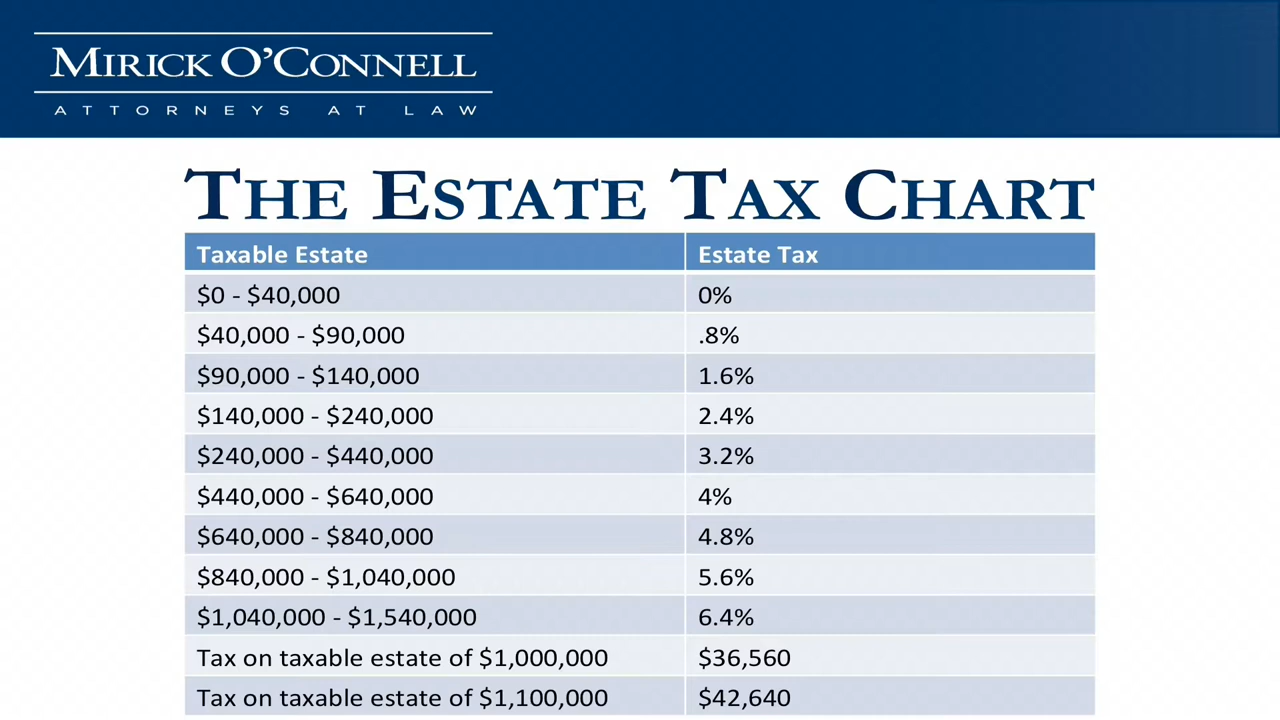 MIRICK O'CONNELL
ATTORNEYS AT LAW
THE ESTATE TAX CHART
Taxable Estate Estate Tax
$0 - $40,000 0%
$40,000 - $90,000 .8%
$90,000 - $140,000 1.6%
$140,000 - $240,000 2.4%
$240,000 - $440,000 3.2%
$440,000 - $640,000 4%
$640,000 - $840,000 4.8%
$840,000 - $1,040,000 5.6%
$1,040,000 - $1,540,000 6.4%
Tax on taxable estate of $1,000,000 $36,560
Tax on taxable estate of $1,100,000 $42,640